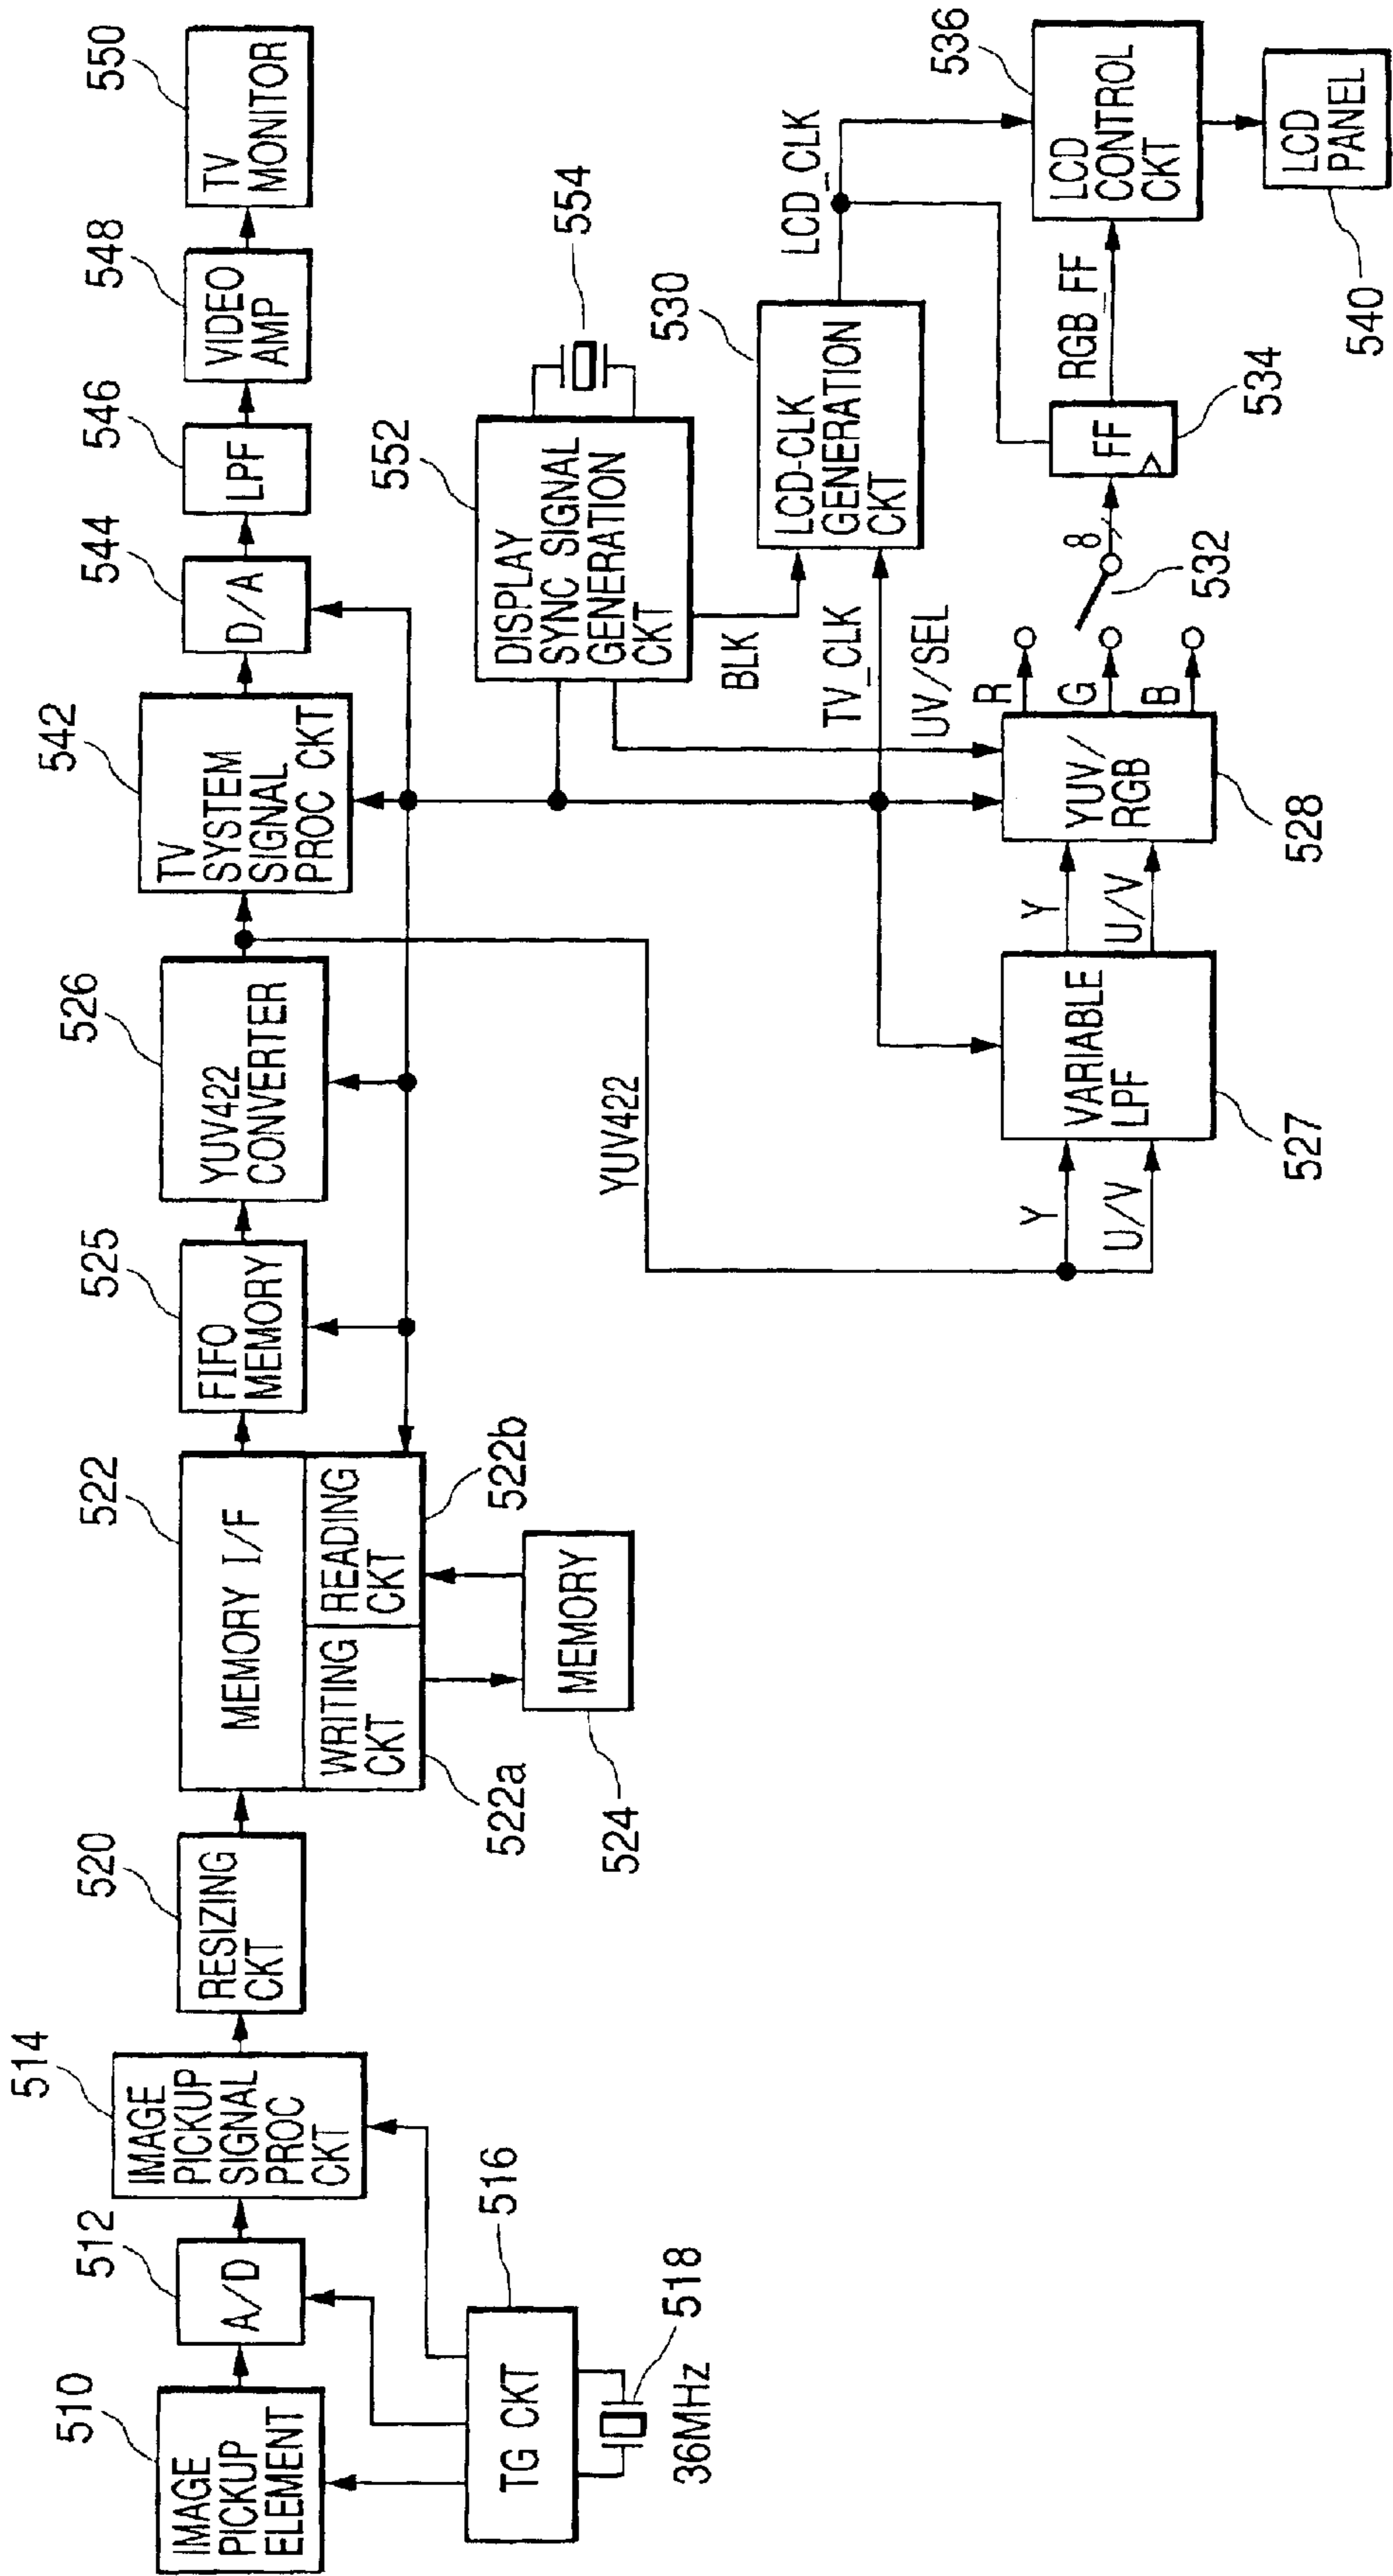 510
IMAGE
PICKUP
ELEMENT
512
A/D
514
IMAGE
PICKUP
SIGNAL
PROC
CKT
516
TG CKT
518
36MHz
520
RESIZING
CKT
522
MEMORY I/F
WRITING
CKT
READING
CKT
522a
522b
524
MEMORY
525
FIFO
MEMORY
526
YUV422
CONVERTER
542
TV
SYSTEM
SIGNAL
PROC CKT
544
D/A
546
LPF
548
VIDEO
AMP
550
TV
MONITOR
552
DISPLAY
SYNC SIGNAL
GENERATION
CKT
554
YUV422
BLK
TV_CLK
UV/SEL
530
LCD-CLK
GENERATION
CKT
LCD_CLK
Y
U/V
VARIABLE
LPF
527
Y
U/V
YUV/
RGB
528
R
G
B
532
8
FF
534
RGB_FF
536
LCD
CONTROL
CKT
LCD
PANEL
540